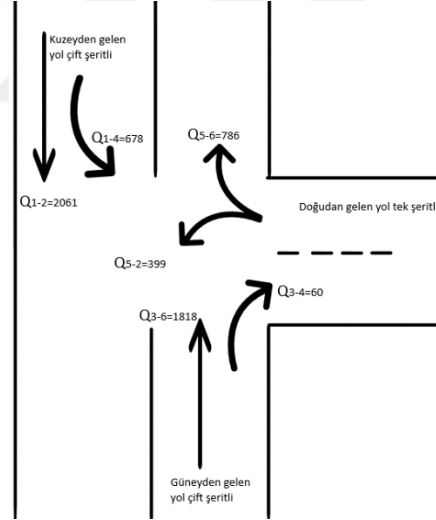 Kuzeyden gelen
yol çift şeritli
Q1-4=678
Q5-6=786
Q1-2=2061
Doğudan gelen yol tek şeritl
Q5-2=399
Q3-4=60
Q3-6=1818
Güneyden gelen
yol çift şeritli